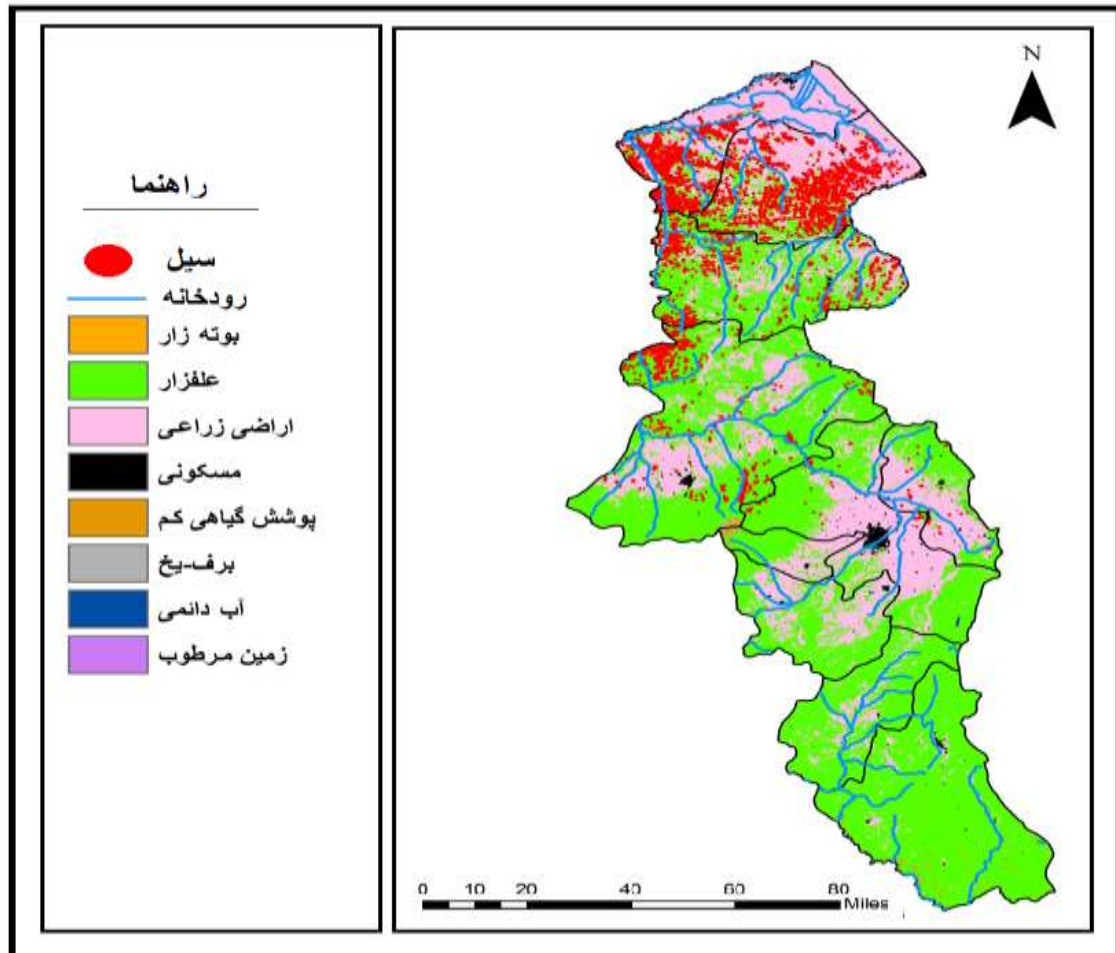 راهنما
سیل
رودخانه
بوته زار
علفزار
اراضی زراعی
مسکونی
پوشش گیاهی کم
برف-یخ
آب دائمی
زمین مرطوب
N
0 10 20 40 60 80
Miles